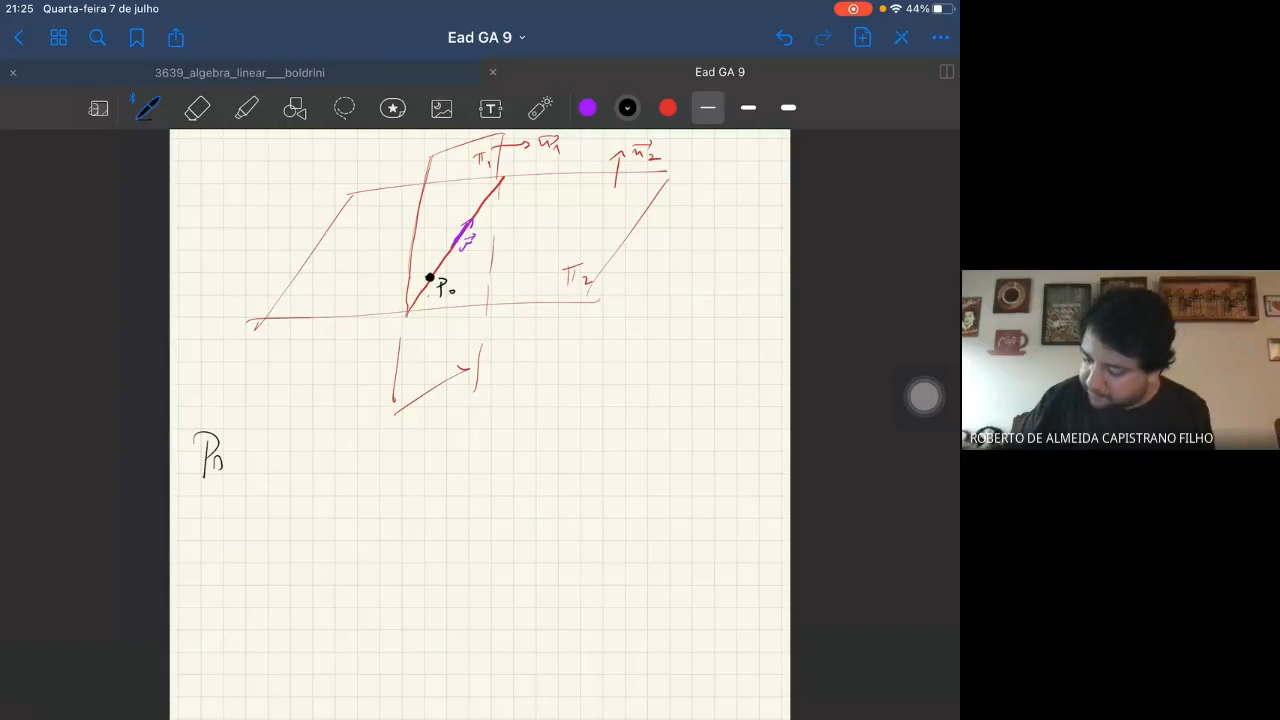 21:25 Quarta-feira 7 de julho
44%
Ead GA 9
3639_algebra_linear___boldrini
Ead GA 9
π₁
n₁
n₂
v
P₀
π₂
ROBERTO DE ALMEIDA CAPISTRANO FILHO